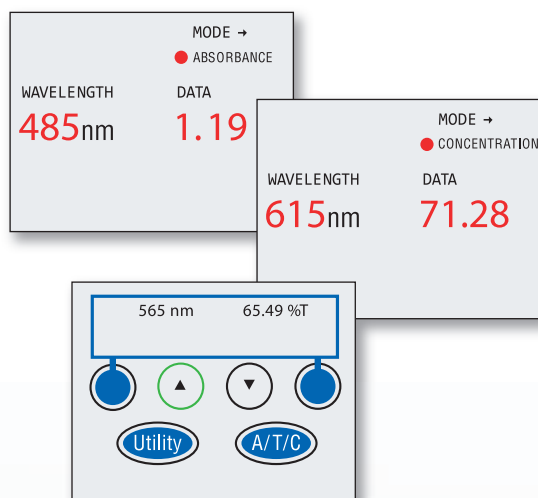 MODE →
ABSORBANCE
WAVELENGTH DATA
485nm 1.19
MODE →
CONCENTRATION
WAVELENGTH DATA
615nm 71.28
565 nm 65.49 %T
▲ ▼
Utility A/T/C